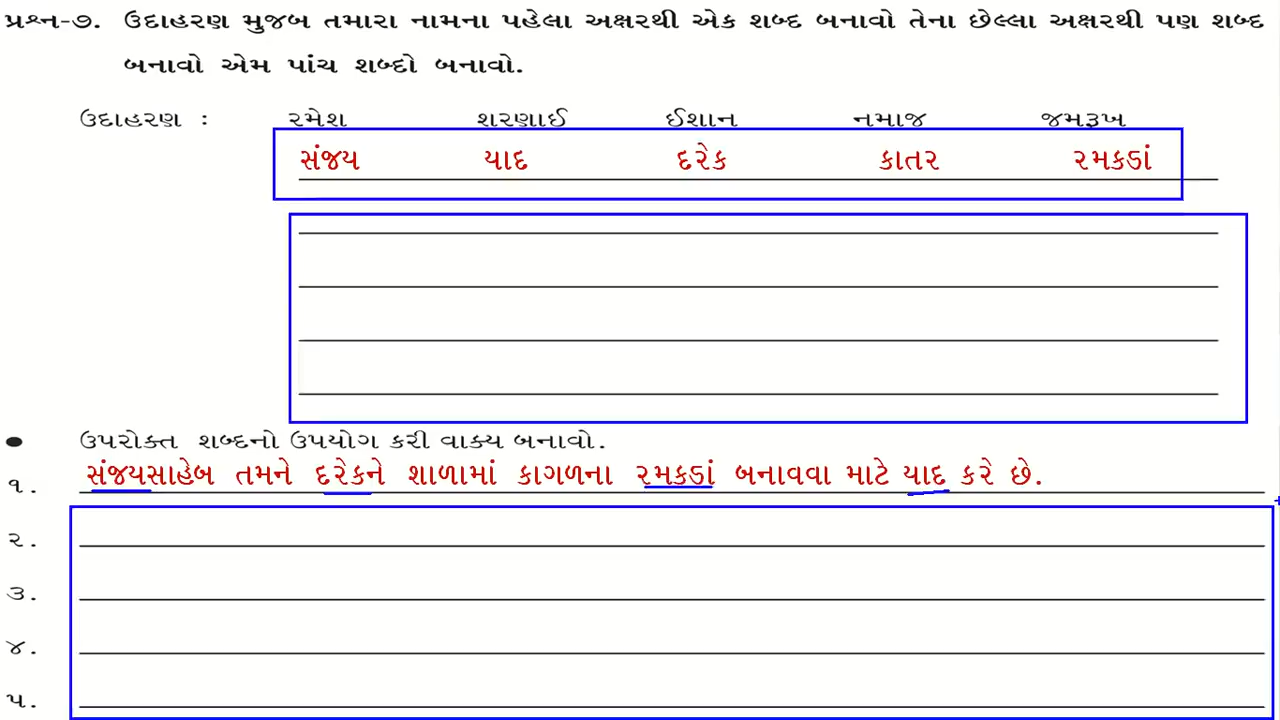 પ્રશ્ન-૭. ઉદાહરણ મુજબ તમારા નામના પહેલા અક્ષરથી એક શબ્દ બનાવો તેના છેલ્લા અક્ષરથી પણ શબ્દ
બનાવો એમ પાંચ શબ્દો બનાવો.
ઉદાહરણ : રમેશ શરણાઈ ઈશાન નમાજ જમરૂખ
સંજય યાદ દરેક કાતર રમકડાં
● ઉપરોક્ત શબ્દનો ઉપયોગ કરી વાક્ય બનાવો.
૧. સંજયસાહેબ તમને દરેકને શાળામાં કાગળના રમકડાં બનાવવા માટે યાદ કરે છે.
૨.
૩.
૪.
૫.